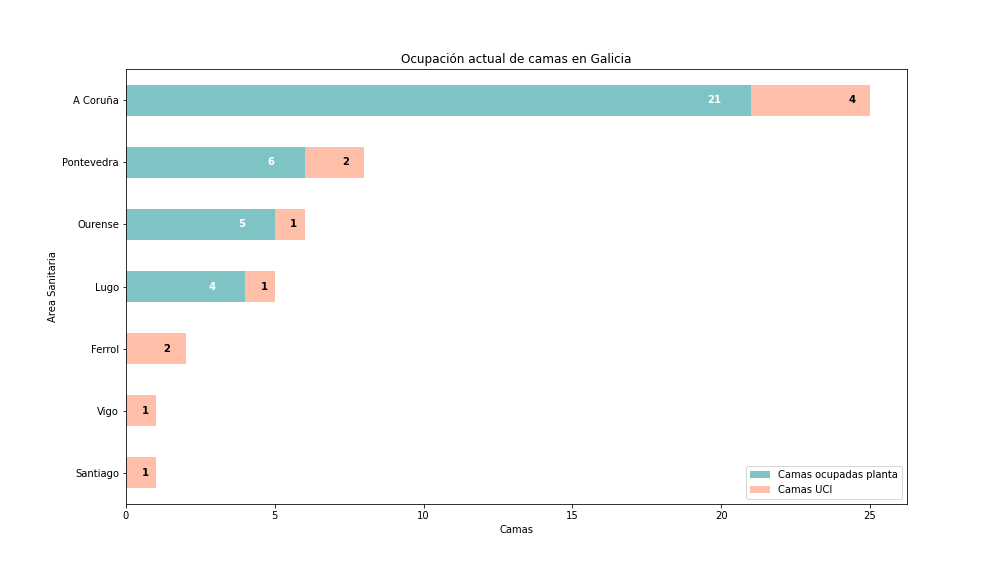 Ocupación actual de camas en Galicia
A Coruña 21 4
Pontevedra 6 2
Ourense 5 1
Lugo 4 1
Ferrol 2
Vigo 1
Santiago 1
Area Sanitaria
Camas ocupadas planta
Camas UCI
0 5 10 15 20 25
Camas